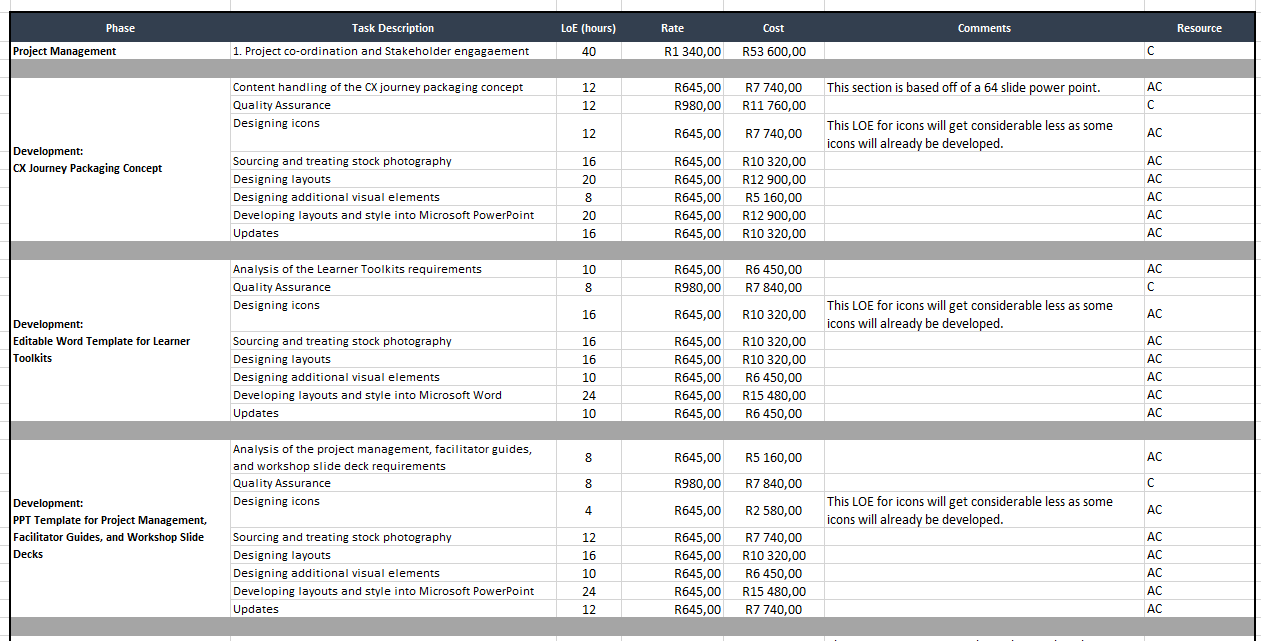 Phase Task Description LoE (hours) Rate Cost Comments Resource
Project Management 1. Project co-ordination and Stakeholder engagaement 40 R1 340,00 R53 600,00 C
Development:
CX Journey Packaging Concept
Content handling of the CX journey packaging concept 12 R645,00 R7 740,00 This section is based off of a 64 slide power point. AC
Quality Assurance 12 R980,00 R11 760,00 C
Designing icons 12 R645,00 R7 740,00 This LOE for icons will get considerable less as some
icons will already be developed. AC
Sourcing and treating stock photography 16 R645,00 R10 320,00 AC
Designing layouts 20 R645,00 R12 900,00 AC
Designing additional visual elements 8 R645,00 R5 160,00 AC
Developing layouts and style into Microsoft PowerPoint 20 R645,00 R12 900,00 AC
Updates 16 R645,00 R10 320,00 AC
Development:
Editable Word Template for Learner
Toolkits
Analysis of the Learner Toolkits requirements 10 R645,00 R6 450,00 AC
Quality Assurance 8 R980,00 R7 840,00 C
Designing icons 16 R645,00 R10 320,00 This LOE for icons will get considerable less as some
icons will already be developed. AC
Sourcing and treating stock photography 16 R645,00 R10 320,00 AC
Designing layouts 16 R645,00 R10 320,00 AC
Designing additional visual elements 10 R645,00 R6 450,00 AC
Developing layouts and style into Microsoft Word 24 R645,00 R15 480,00 AC
Updates 10 R645,00 R6 450,00 AC
Development:
PPT Template for Project Management,
Facilitator Guides, and Workshop Slide
Decks
Analysis of the project management, facilitator guides,
and workshop slide deck requirements 8 R645,00 R5 160,00 AC
Quality Assurance 8 R980,00 R7 840,00 C
Designing icons 4 R645,00 R2 580,00 This LOE for icons will get considerable less as some
icons will already be developed. AC
Sourcing and treating stock photography 12 R645,00 R7 740,00 AC
Designing layouts 16 R645,00 R10 320,00 AC
Designing additional visual elements 10 R645,00 R6 450,00 AC
Developing layouts and style into Microsoft PowerPoint 24 R645,00 R15 480,00 AC
Updates 12 R645,00 R7 740,00 AC